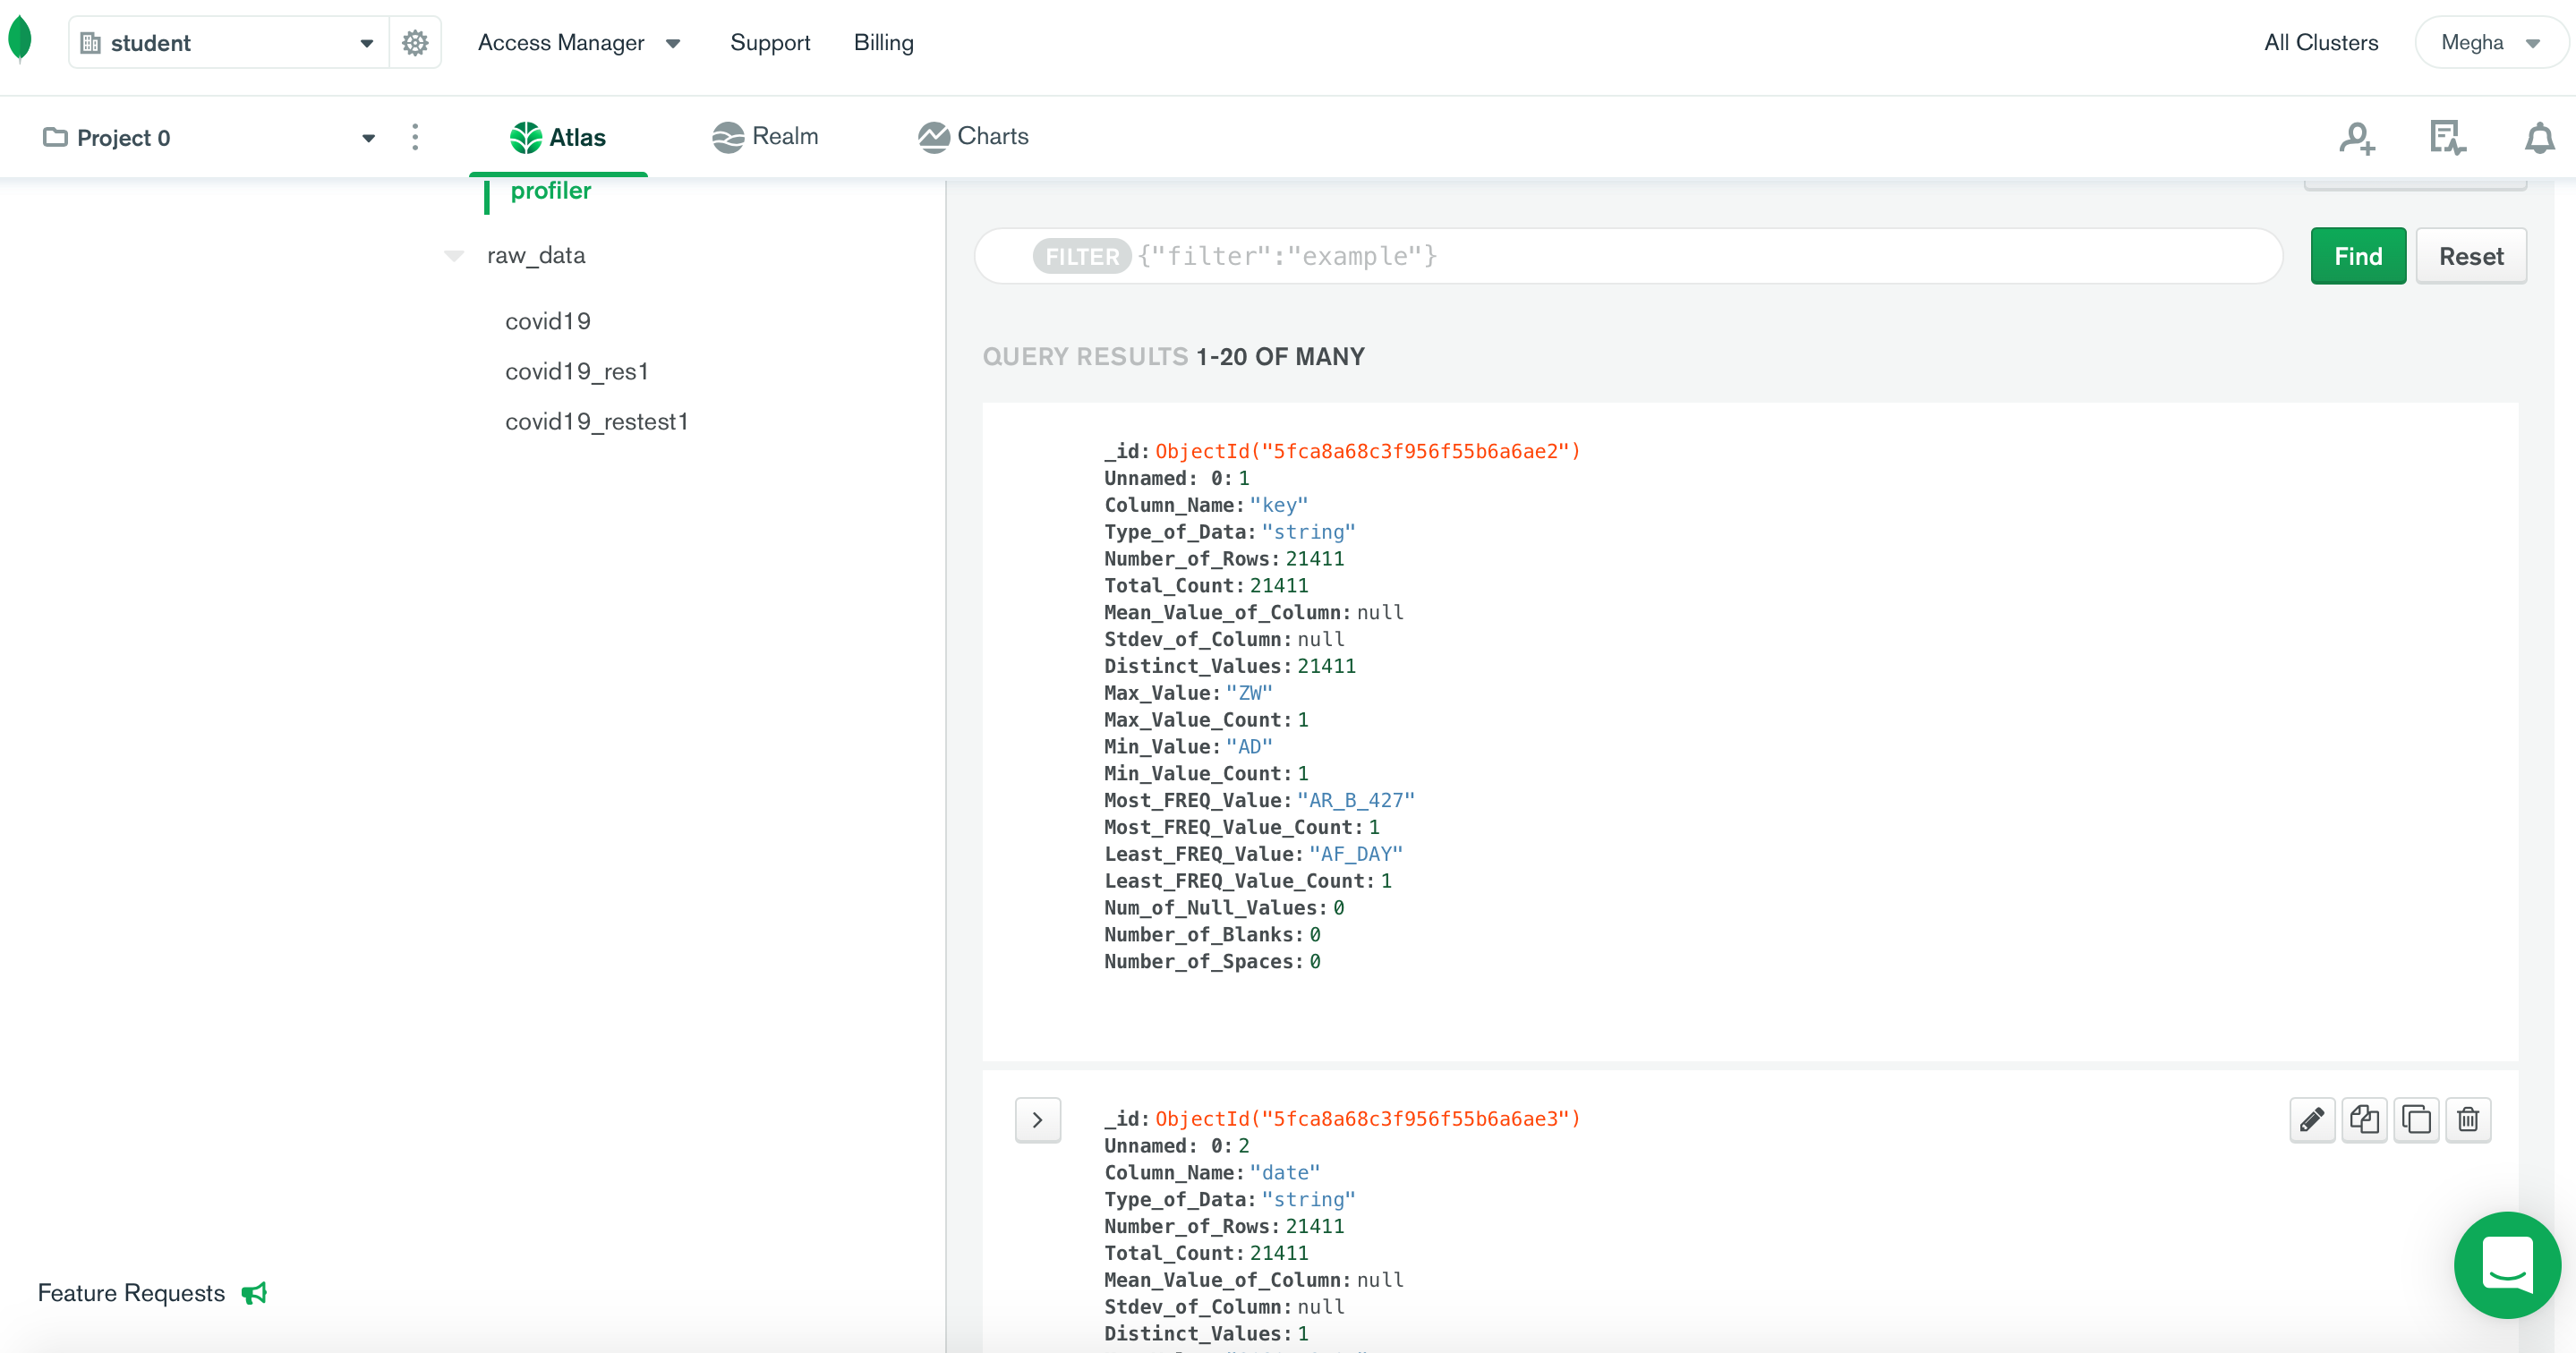 student
Access Manager
Support
Billing
All Clusters
Megha
Project 0
Atlas
Realm
Charts
profiler
raw_data
covid19
covid19_res1
covid19_restest1
Feature Requests
FILTER {"filter":"example"}
Find
Reset
QUERY RESULTS 1-20 OF MANY
_id: ObjectId("5fca8a68c3f956f55b6a6ae2")
Unnamed: 0: 1
Column_Name: "key"
Type_of_Data: "string"
Number_of_Rows: 21411
Total_Count: 21411
Mean_Value_of_Column: null
Stdev_of_Column: null
Distinct_Values: 21411
Max_Value: "ZW"
Max_Value_Count: 1
Min_Value: "AD"
Min_Value_Count: 1
Most_FREQ_Value: "AR_B_427"
Most_FREQ_Value_Count: 1
Least_FREQ_Value: "AF_DAY"
Least_FREQ_Value_Count: 1
Num_of_Null_Values: 0
Number_of_Blanks: 0
Number_of_Spaces: 0
_id: ObjectId("5fca8a68c3f956f55b6a6ae3")
Unnamed: 0: 2
Column_Name: "date"
Type_of_Data: "string"
Number_of_Rows: 21411
Total_Count: 21411
Mean_Value_of_Column: null
Stdev_of_Column: null
Distinct_Values: 1